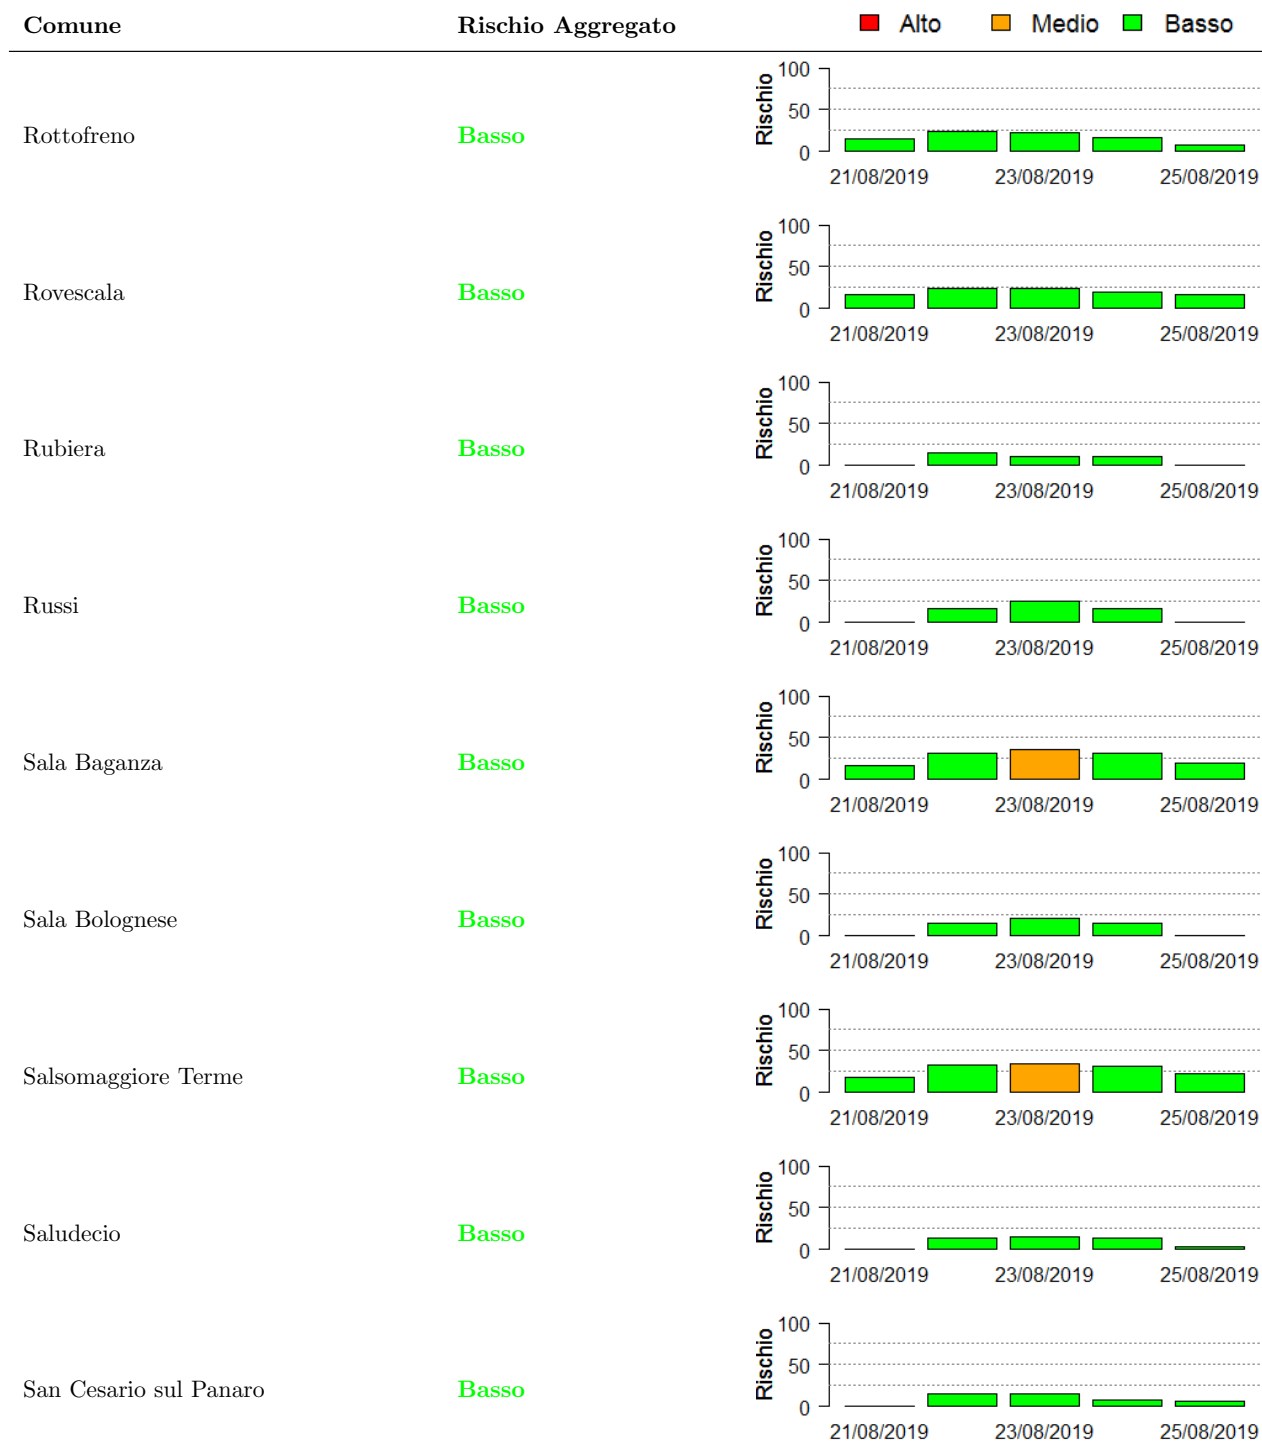 Comune Rischio Aggregato Alto Medio Basso
100
50
0
Rischio
Rottofreno Basso
21/08/2019 23/08/2019 25/08/2019
100
50
0
Rischio
Rovescala Basso
21/08/2019 23/08/2019 25/08/2019
100
50
0
Rischio
Rubiera Basso
21/08/2019 23/08/2019 25/08/2019
100
50
0
Rischio
Russi Basso
21/08/2019 23/08/2019 25/08/2019
100
50
0
Rischio
Sala Baganza Basso
21/08/2019 23/08/2019 25/08/2019
100
50
0
Rischio
Sala Bolognese Basso
21/08/2019 23/08/2019 25/08/2019
100
50
0
Rischio
Salsomaggiore Terme Basso
21/08/2019 23/08/2019 25/08/2019
100
50
0
Rischio
Saludecio Basso
21/08/2019 23/08/2019 25/08/2019
100
50
0
Rischio
San Cesario sul Panaro Basso
21/08/2019 23/08/2019 25/08/2019